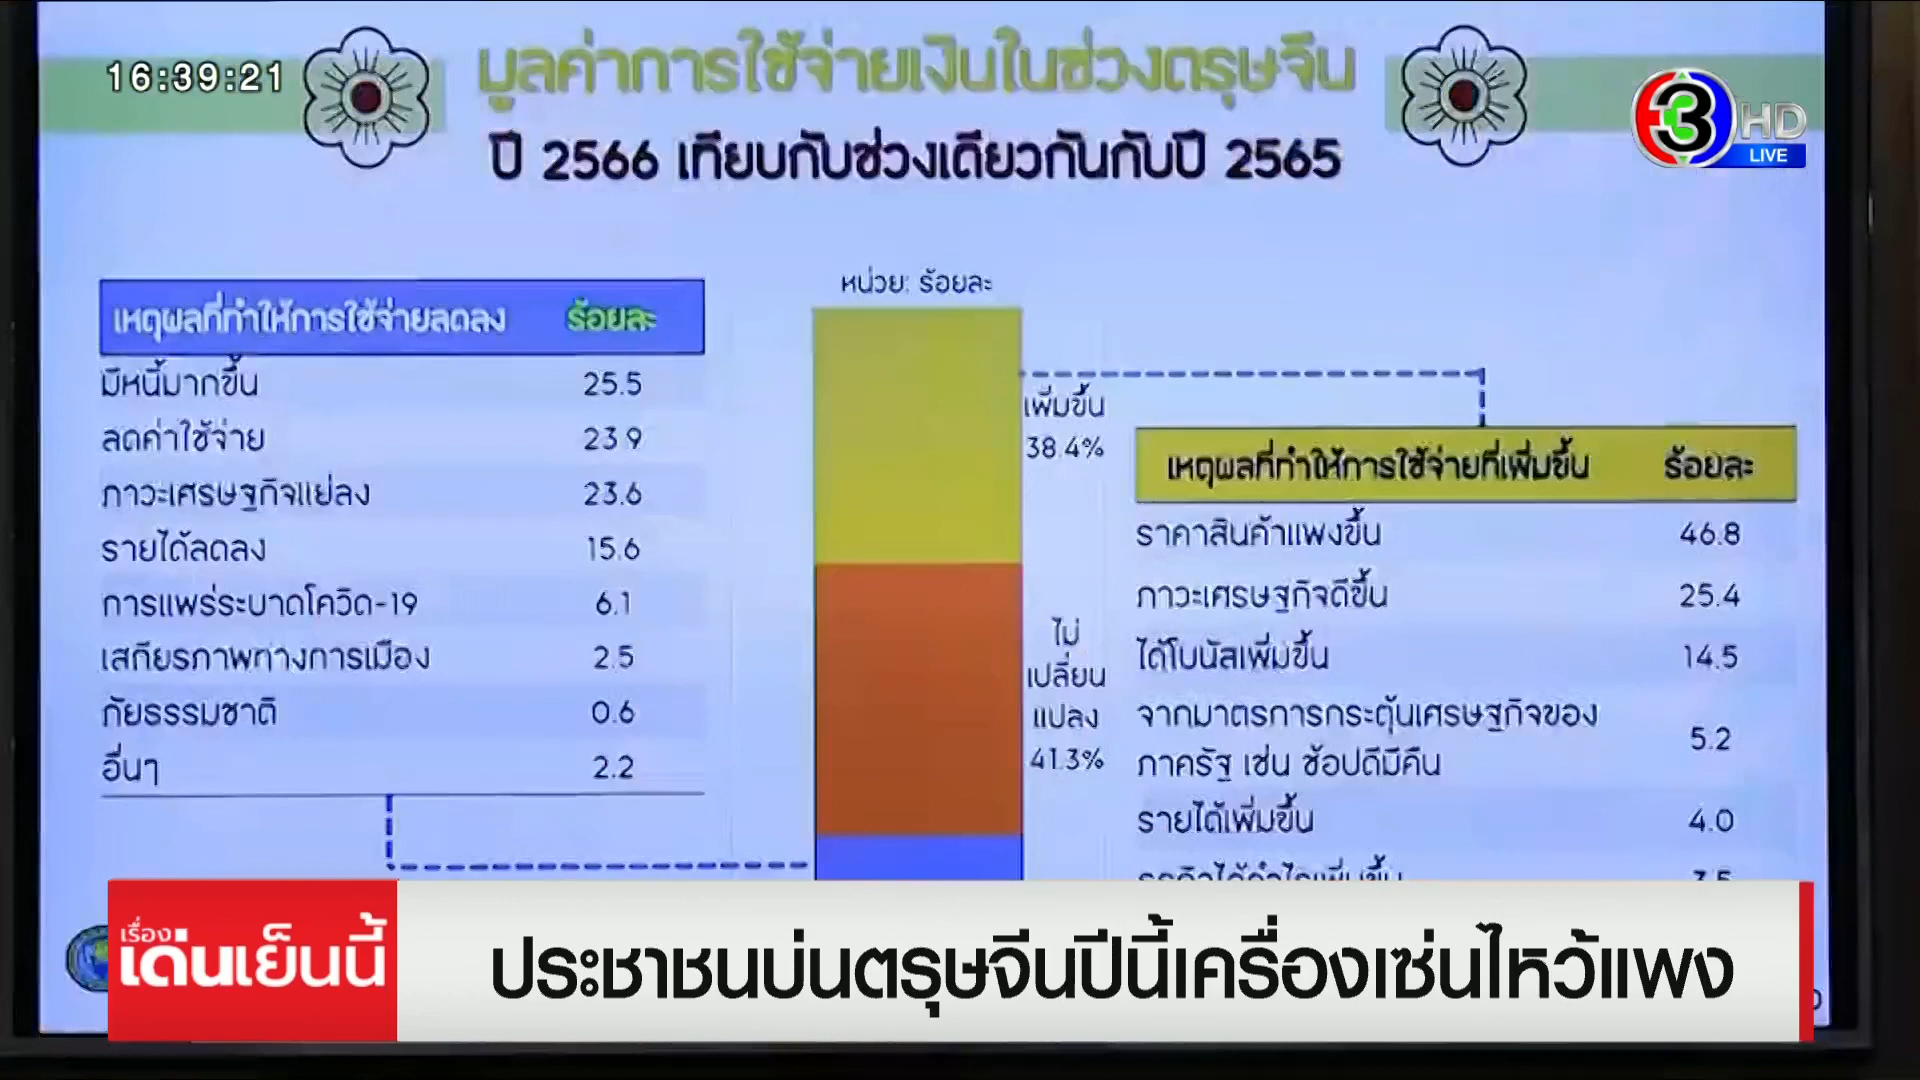 16:39:21
มูลค่าการใช้จ่ายเงินในช่วงตรุษจีน
ปี 2566 เทียบกับช่วงเดียวกันกับปี 2565
3 HD
LIVE
หน่วย: ร้อยละ
เหตุผลที่ทำให้การใช้จ่ายลดลง ร้อยละ
มีหนี้มากขึ้น 25.5
ลดค่าใช้จ่าย 23.9
ภาวะเศรษฐกิจแย่ลง 23.6
รายได้ลดลง 15.6
การแพร่ระบาดโควิด-19 6.1
เสถียรภาพทางการเมือง 2.5
ภัยธรรมชาติ 0.6
อื่นๆ 2.2
เพิ่มขึ้น
38.4%
ไม่
เปลี่ยน
แปลง
41.3%
เหตุผลที่ทำให้การใช้จ่ายที่เพิ่มขึ้น ร้อยละ
ราคาสินค้าแพงขึ้น 46.8
ภาวะเศรษฐกิจดีขึ้น 25.4
ได้โบนัสเพิ่มขึ้น 14.5
จากมาตรการกระตุ้นเศรษฐกิจของ
ภาครัฐ เช่น ช้อปดีมีคืน 5.2
รายได้เพิ่มขึ้น 4.0
เรื่อง
เด่นเย็นนี้
ประชาชนบ่นตรุษจีนปีนี้เครื่องเซ่นไหว้แพง